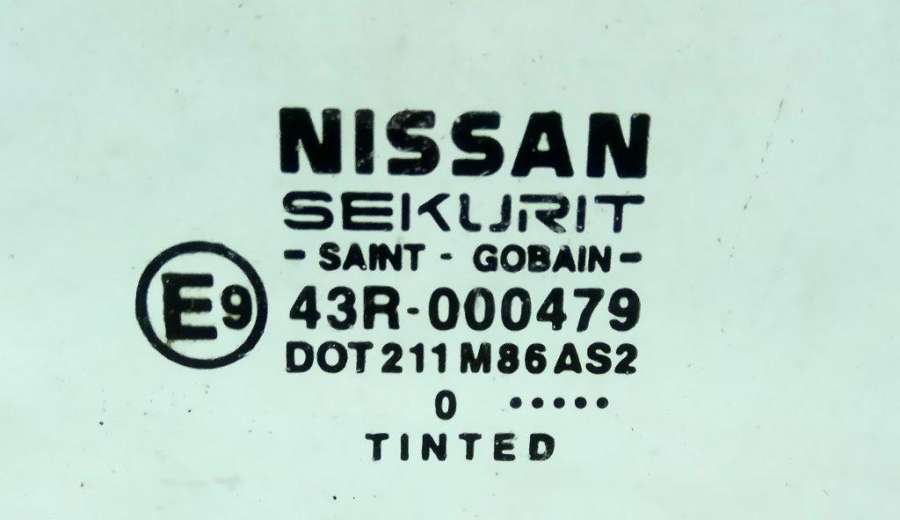 NISSAN
SEKURIT
- SAINT - GOBAIN -
E9 43R-000479
DOT 211 M86 AS2
0 •••••
TINTED